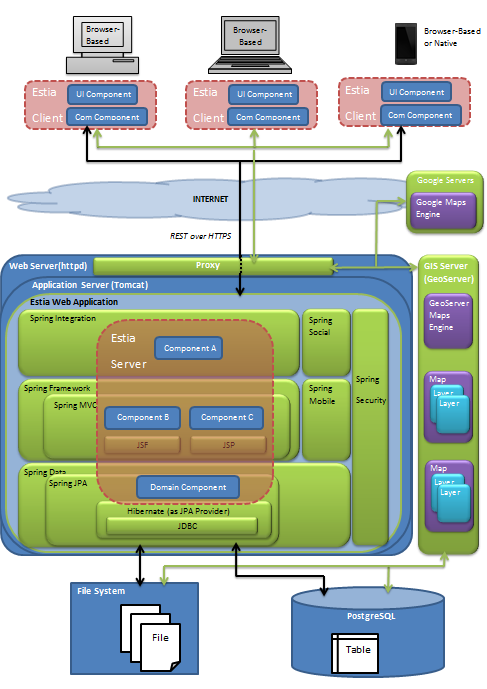 Browser-
Based
Browser-
Based
Browser-Based
or Native
Estia
UI Component
Client
Com Component
Estia
UI Component
Client
Com Component
Estia
UI Component
Client
Com Component
INTERNET
Google Servers
Google Maps
Engine
REST over HTTPS
Web Server(httpd)
Proxy
GIS Server
(GeoServer)
Application Server (Tomcat)
Estia Web Application
Spring Integration
Estia
Server
Component A
Spring
Social
GeoServer
Maps
Engine
Spring
Security
Spring Framework
Spring MVC
Component B
Component C
JSF
JSP
Spring
Mobile
Map
Layer
Layer
Spring Data
Spring JPA
Domain Component
Hibernate (as JPA Provider)
JDBC
Map
Layer
Layer
File System
File
PostgreSQL
Table